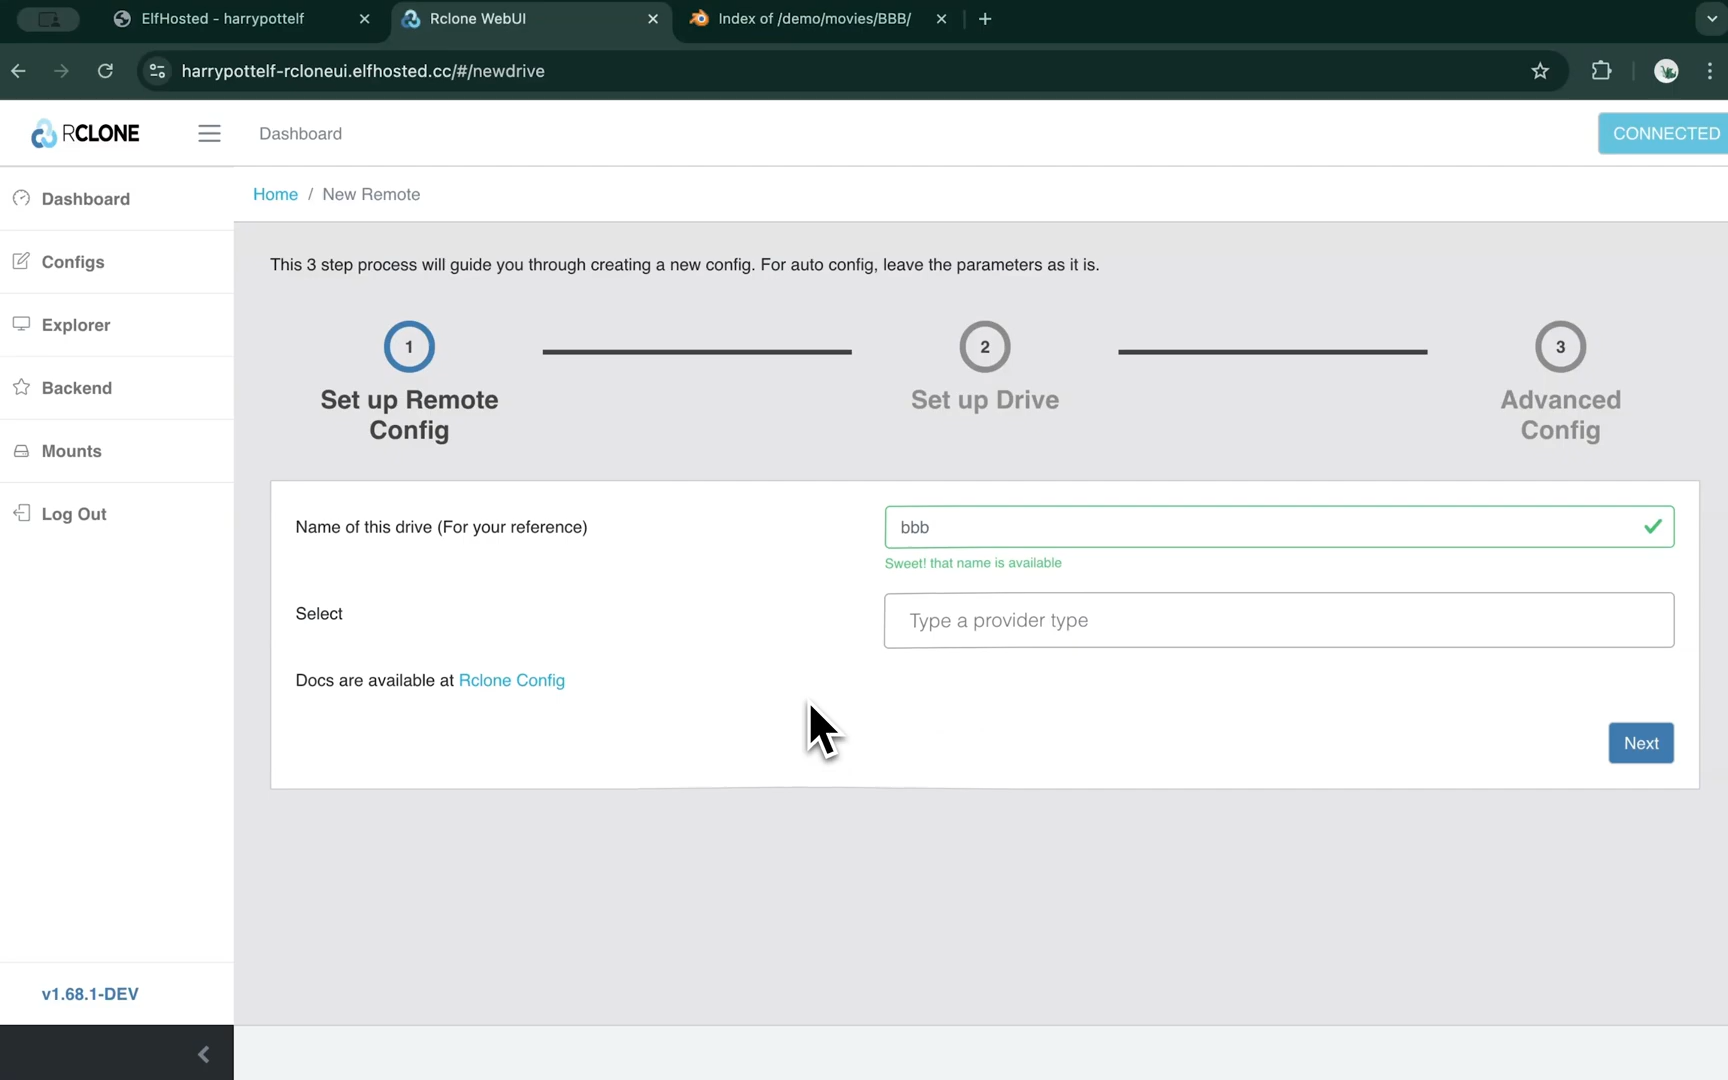 ElfHosted - harrypottelf
Rclone WebUI
Index of /demo/movies/BBB/
harrypottelf-rcloneui.elfhosted.cc/#/newdrive
RCLONE
Dashboard
CONNECTED
Dashboard
Configs
Explorer
Backend
Mounts
Log Out
v1.68.1-DEV
Home / New Remote
This 3 step process will guide you through creating a new config. For auto config, leave the parameters as it is.
1
Set up Remote
Config
2
Set up Drive
3
Advanced
Config
Name of this drive (For your reference)
bbb
Sweet! that name is available
Select
Type a provider type
Docs are available at Rclone Config
Next